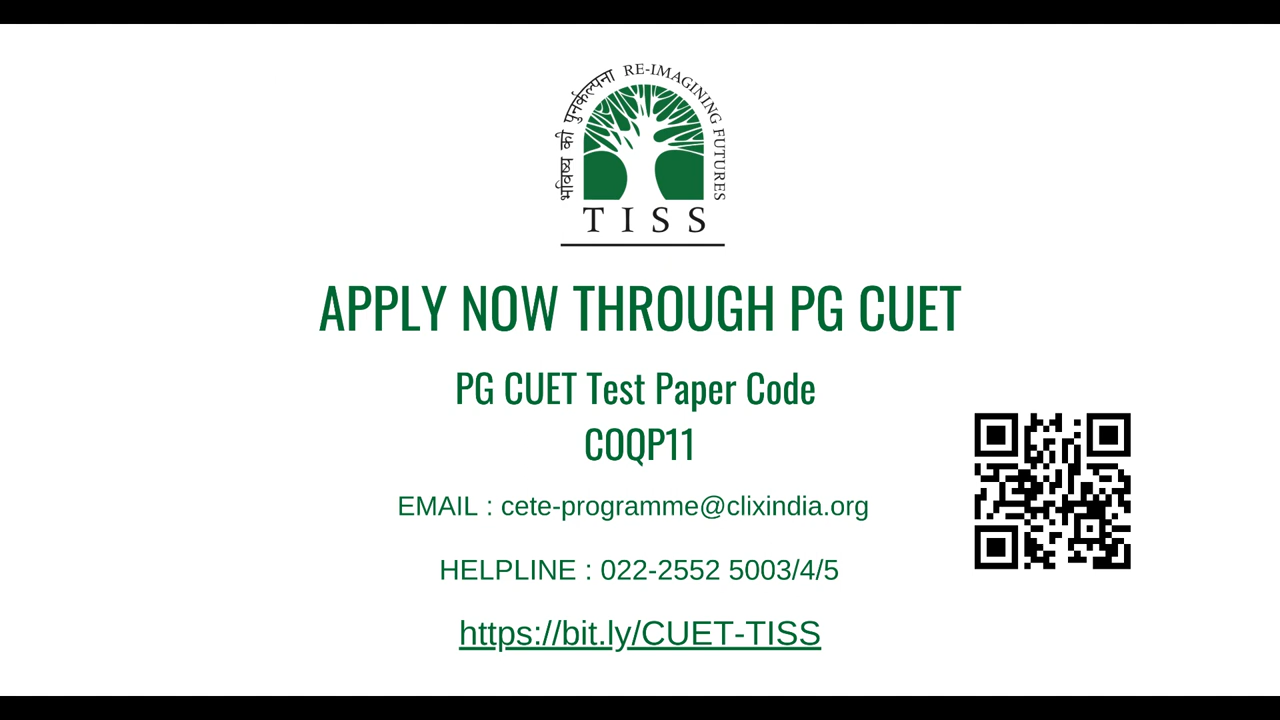 भविष्य की पुनर्कल्पना RE-IMAGINING FUTURES
TISS
APPLY NOW THROUGH PG CUET
PG CUET Test Paper Code
COQP11
EMAIL : cete-programme@clixindia.org
HELPLINE : 022-2552 5003/4/5
https://bit.ly/CUET-TISS